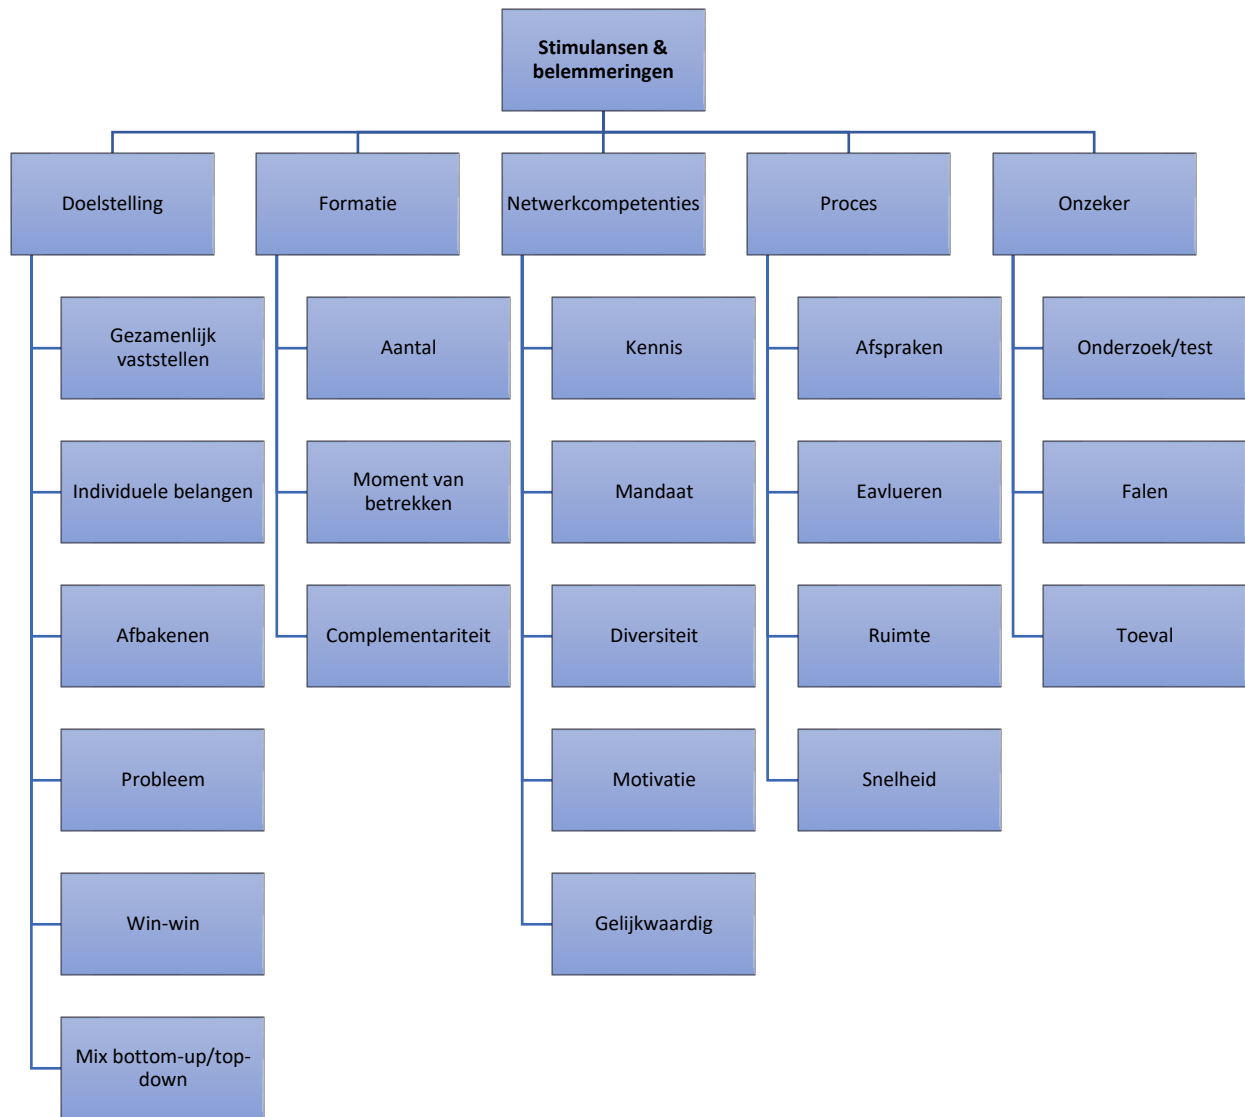 Stimulansen &
belemmeringen
Doelstelling
Formatie
Netwerkcompetenties
Proces
Onzeker
Gezamenlijk
vaststellen
Aantal
Kennis
Afspraken
Onderzoek/test
Individuele belangen
Moment van
betrekken
Mandaat
Eavlueren
Falen
Afbakenen
Complementariteit
Diversiteit
Ruimte
Toeval
Probleem
Motivatie
Snelheid
Win-win
Gelijkwaardig
Mix bottom-up/top-
down